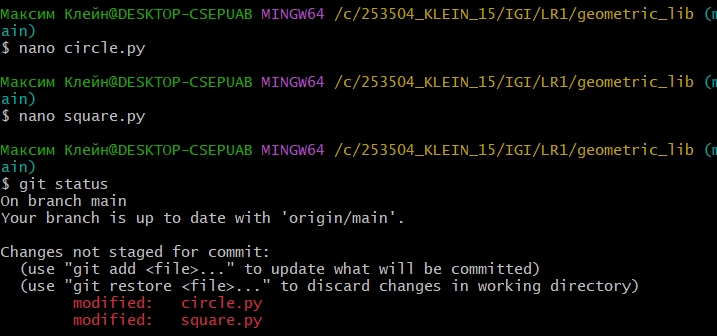 Максим Клейн@DESKTOP-CSEPUAB MINGW64 /c/253504_KLEIN_15/IGI/LR1/geometric_lib (m
ain)
$ nano circle.py

Максим Клейн@DESKTOP-CSEPUAB MINGW64 /c/253504_KLEIN_15/IGI/LR1/geometric_lib (m
ain)
$ nano square.py

Максим Клейн@DESKTOP-CSEPUAB MINGW64 /c/253504_KLEIN_15/IGI/LR1/geometric_lib (m
ain)
$ git status
On branch main
Your branch is up to date with 'origin/main'.

Changes not staged for commit:
  (use "git add <file>..." to update what will be committed)
  (use "git restore <file>..." to discard changes in working directory)
        modified:   circle.py
        modified:   square.py